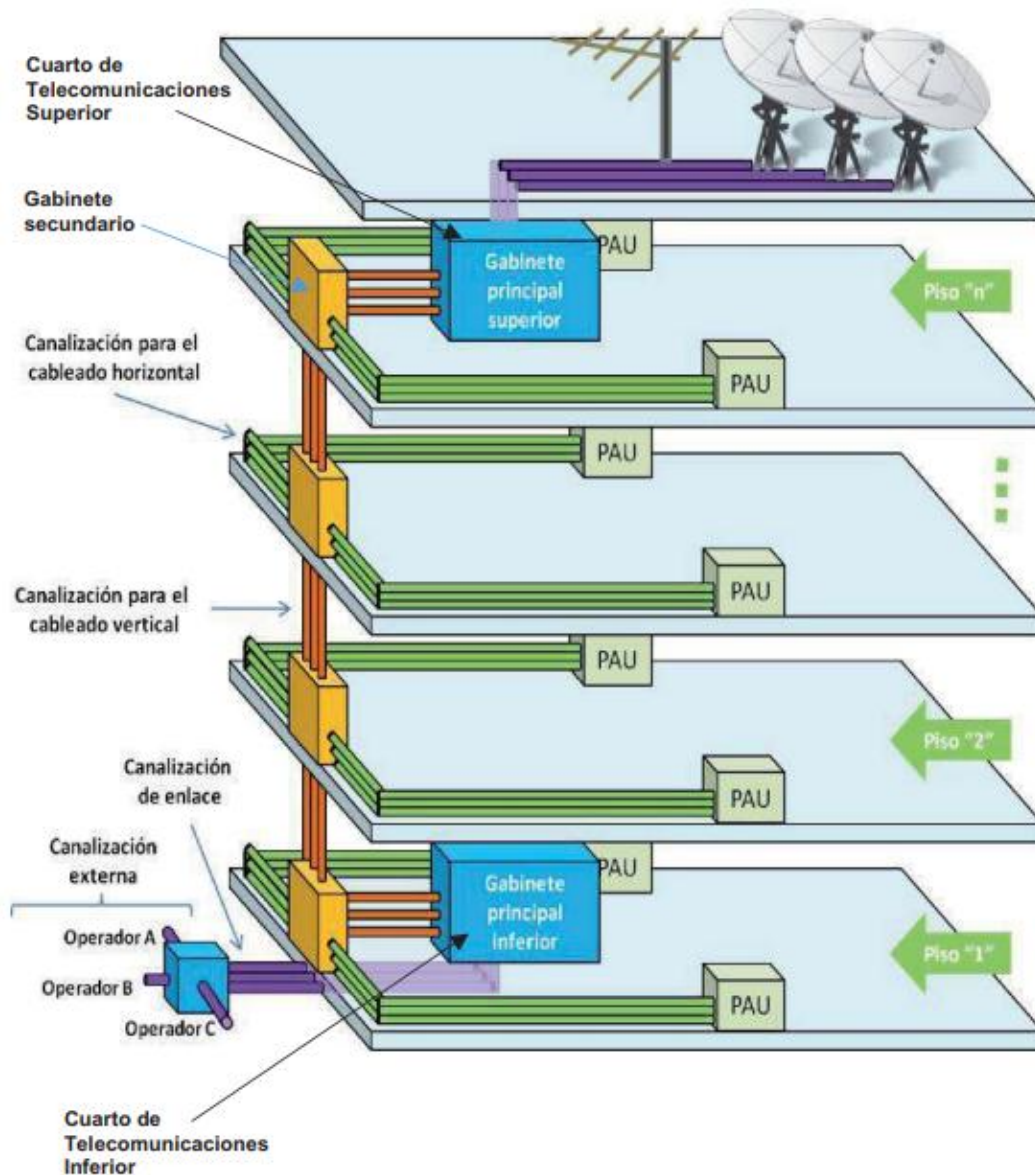 Cuarto de
Telecomunicaciones
Superior
Gabinete
secundario
PAU
Gabinete
principal
superior
Piso "n"
Canalización para el
cableado horizontal
PAU
PAU
Canalización para el
cableado vertical
PAU
PAU
Piso "2"
Canalización
de enlace
PAU
Canalización
externa
PAU
Gabinete
principal
inferior
Operador A
Piso "1"
Operador B
PAU
Operador C
Cuarto de
Telecomunicaciones
Inferior